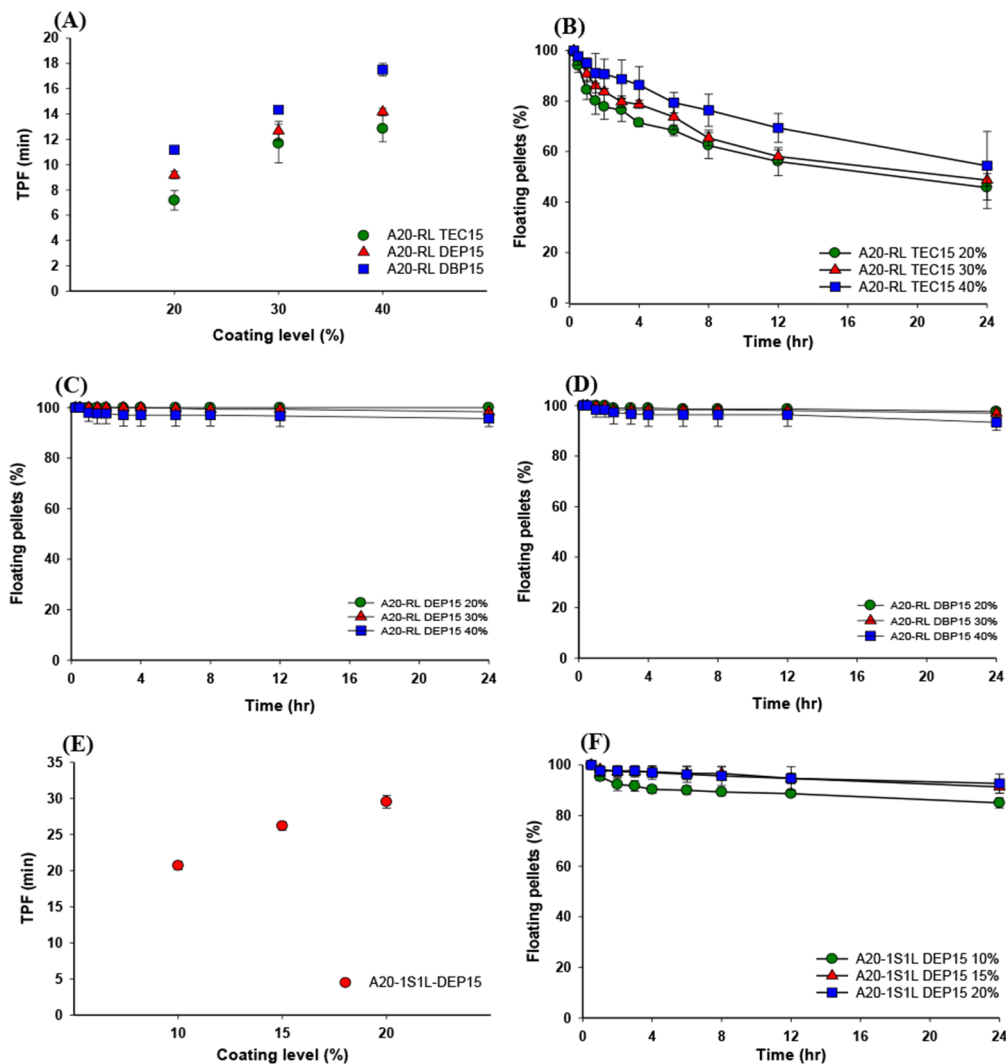 (A)
20
18
16
14
12
10
8
6
4
2
0
TPF (min)
20 30 40
Coating level (%)
A20-RL TEC15
A20-RL DEP15
A20-RL DBP15
(B)
100
80
60
40
20
0
Floating pellets (%)
0 4 8 12 16 20 24
Time (hr)
A20-RL TEC15 20%
A20-RL TEC15 30%
A20-RL TEC15 40%
(C)
100
80
60
40
20
0
Floating pellets (%)
0 4 8 12 16 20 24
Time (hr)
A20-RL DEP15 20%
A20-RL DEP15 30%
A20-RL DEP15 40%
(D)
100
80
60
40
20
0
Floating pellets (%)
0 4 8 12 16 20 24
Time (hr)
A20-RL DBP15 20%
A20-RL DBP15 30%
A20-RL DBP15 40%
(E)
35
30
25
20
15
10
5
0
TPF (min)
10 15 20
Coating level (%)
A20-1S1L-DEP15
(F)
100
80
60
40
20
0
Floating pellets (%)
0 4 8 12 16 20 24
Time (hr)
A20-1S1L DEP15 10%
A20-1S1L DEP15 15%
A20-1S1L DEP15 20%